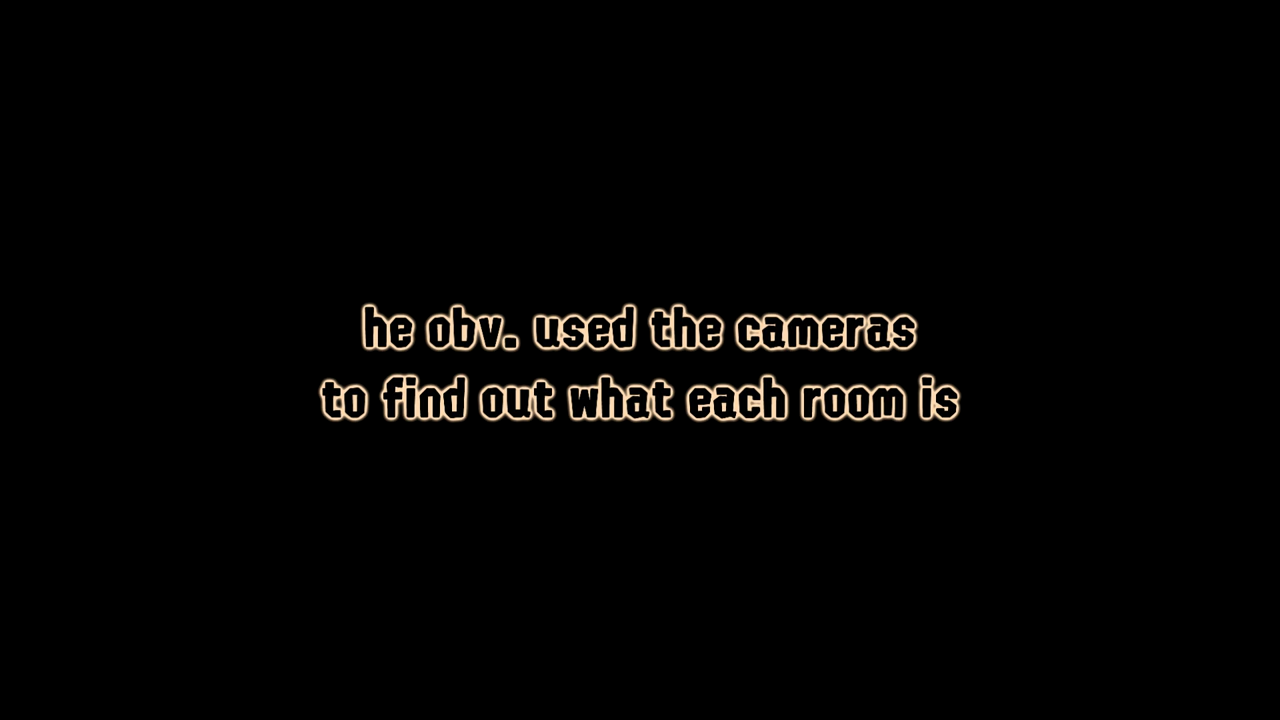 he obv. used the cameras
to find out what each room is